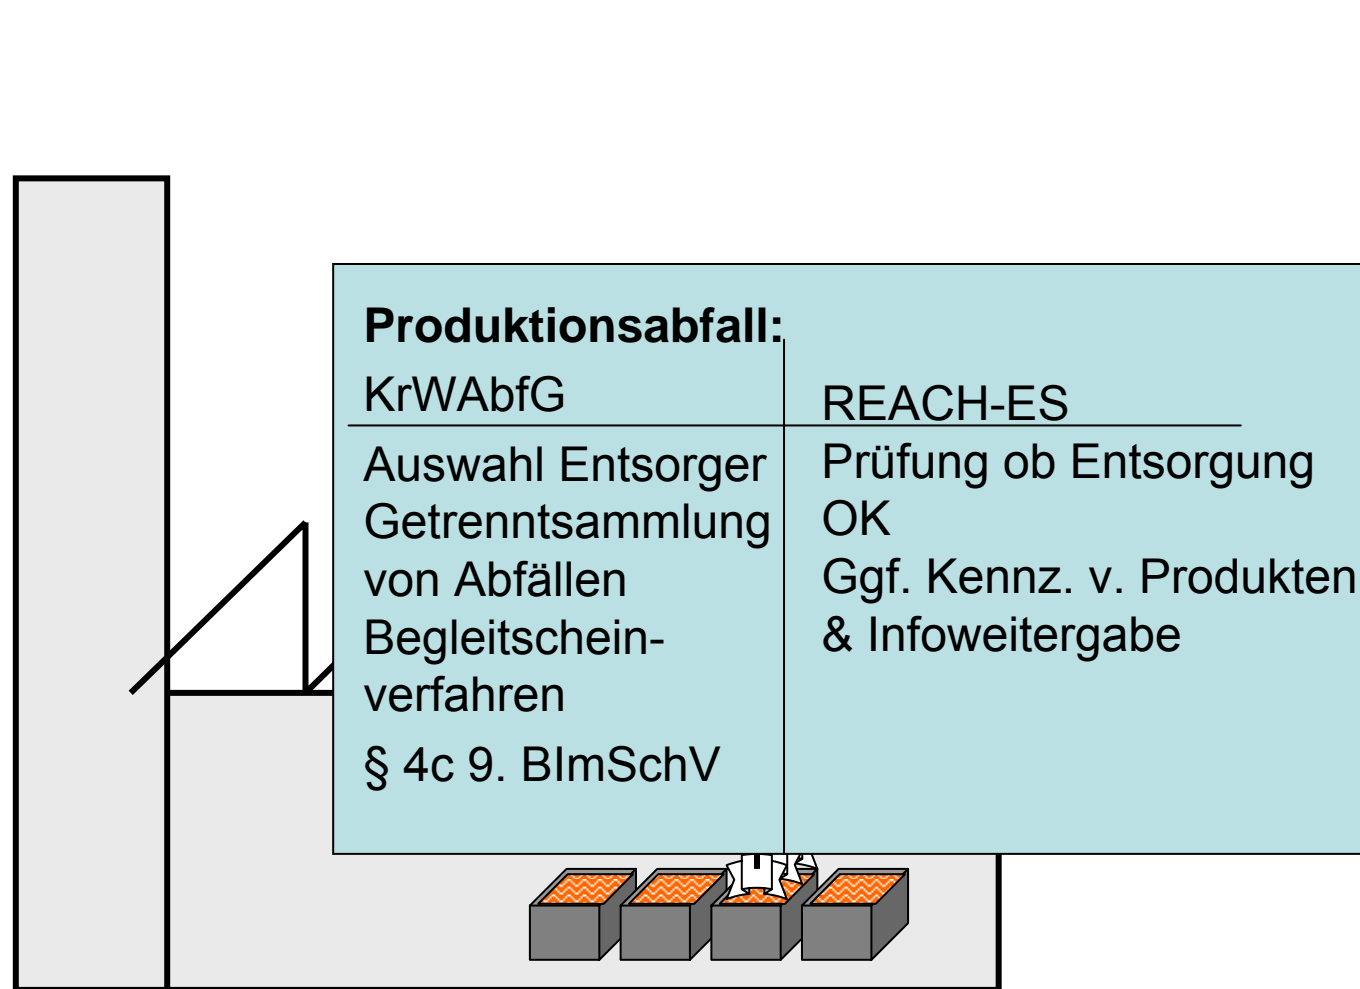 Produktionsabfall:
KrWAbfG
Auswahl Entsorger
Getrenntsammlung
von Abfällen
Begleitschein-
verfahren
§ 4c 9. BImSchV
REACH-ES
Prüfung ob Entsorgung
OK
Ggf. Kennz. v. Produkten
& Infoweitergabe